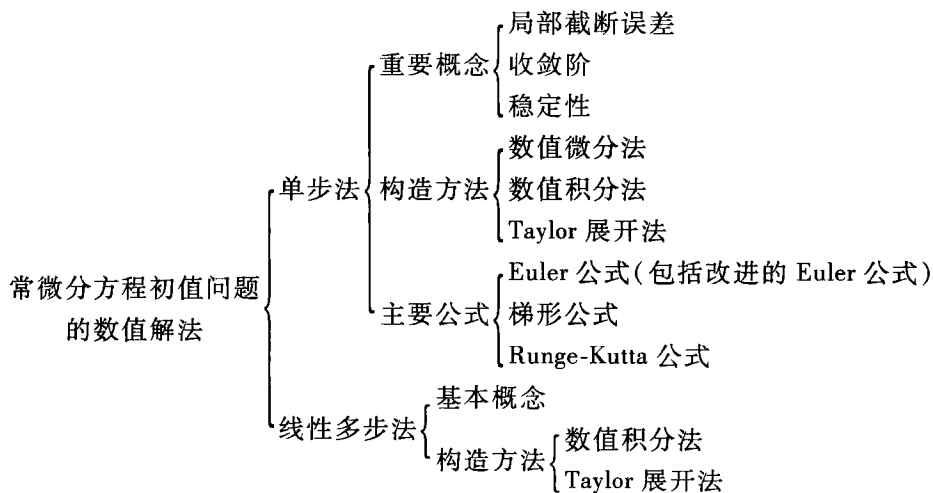 常微分方程初值问题
的数值解法
单步法
重要概念
局部截断误差
收敛阶
稳定性
构造方法
数值微分法
数值积分法
Taylor 展开法
主要公式
Euler 公式(包括改进的 Euler 公式)
梯形公式
Runge-Kutta 公式
线性多步法
基本概念
构造方法
数值积分法
Taylor 展开法